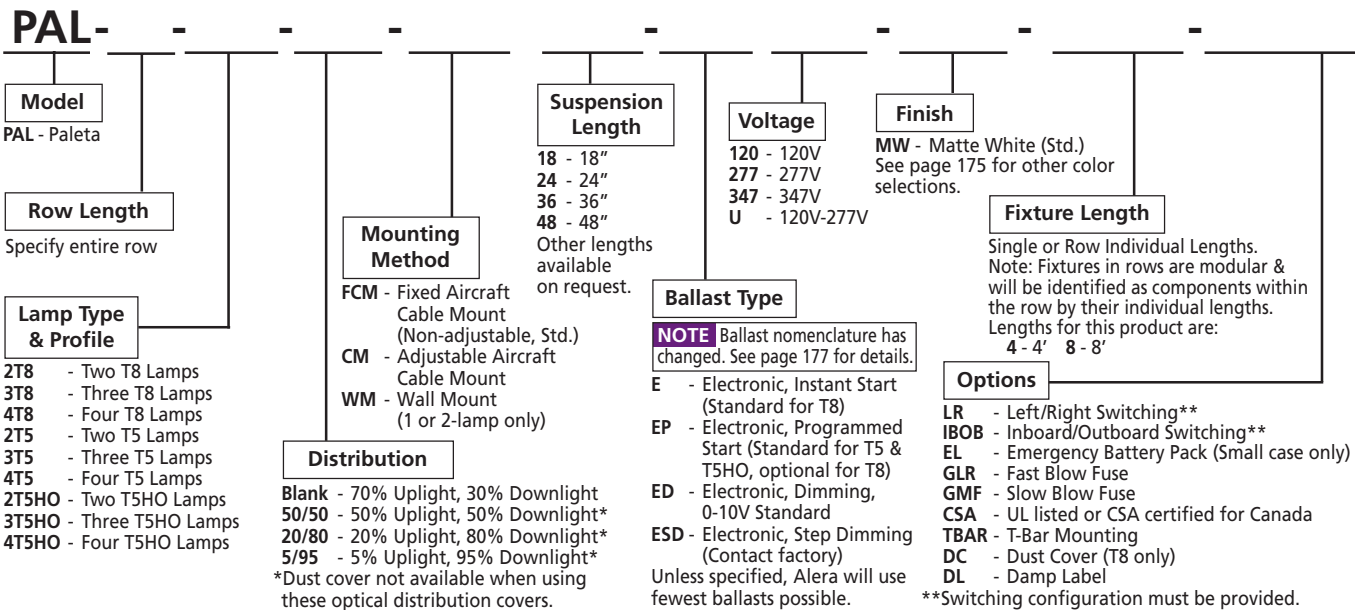 PAL- - - - - - - -
Model
PAL - Paleta
Row Length
Specify entire row
Lamp Type
& Profile
2T8 - Two T8 Lamps
3T8 - Three T8 Lamps
4T8 - Four T8 Lamps
2T5 - Two T5 Lamps
3T5 - Three T5 Lamps
4T5 - Four T5 Lamps
2T5HO - Two T5HO Lamps
3T5HO - Three T5HO Lamps
4T5HO - Four T5HO Lamps
Distribution
Blank - 70% Uplight, 30% Downlight
50/50 - 50% Uplight, 50% Downlight*
20/80 - 20% Uplight, 80% Downlight*
5/95 - 5% Uplight, 95% Downlight*
*Dust cover not available when using
these optical distribution covers.
Mounting
Method
FCM - Fixed Aircraft
Cable Mount
(Non-adjustable, Std.)
CM - Adjustable Aircraft
Cable Mount
WM - Wall Mount
(1 or 2-lamp only)
Suspension
Length
18 - 18"
24 - 24"
36 - 36"
48 - 48"
Other lengths
available
on request.
Ballast Type
NOTE Ballast nomenclature has
changed. See page 177 for details.
E - Electronic, Instant Start
(Standard for T8)
EP - Electronic, Programmed
Start (Standard for T5 &
T5HO, optional for T8)
ED - Electronic, Dimming,
0-10V Standard
ESD - Electronic, Step Dimming
(Contact factory)
Unless specified, Alera will use
fewest ballasts possible.
Voltage
120 - 120V
277 - 277V
347 - 347V
U - 120V-277V
Finish
MW - Matte White (Std.)
See page 175 for other color
selections.
Fixture Length
Single or Row Individual Lengths.
Note: Fixtures in rows are modular &
will be identified as components within
the row by their individual lengths.
Lengths for this product are:
4 - 4' 8 - 8'
Options
LR - Left/Right Switching**
IBOB - Inboard/Outboard Switching**
EL - Emergency Battery Pack (Small case only)
GLR - Fast Blow Fuse
GMF - Slow Blow Fuse
CSA - UL listed or CSA certified for Canada
TBAR - T-Bar Mounting
DC - Dust Cover (T8 only)
DL - Damp Label
**Switching configuration must be provided.